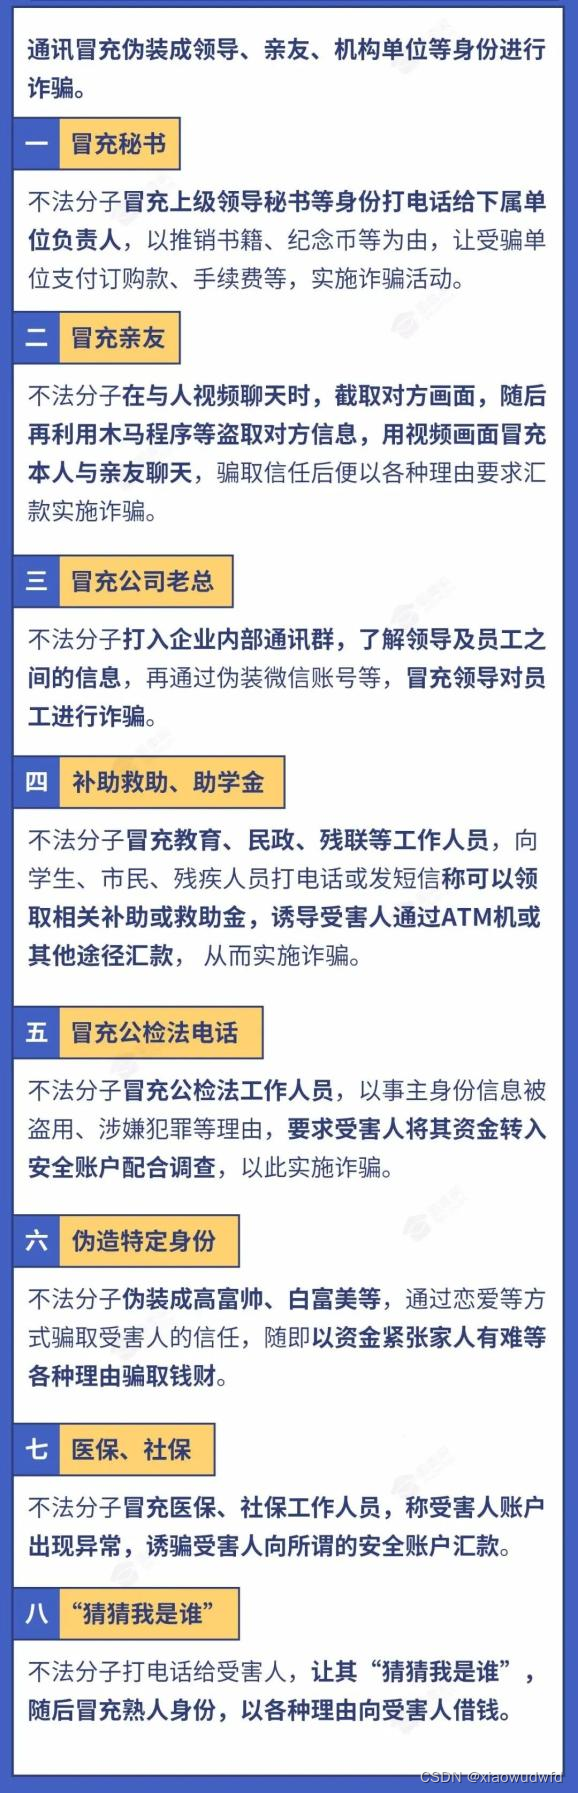 通讯冒充伪装成领导、亲友、机构单位等身份进行
诈骗。
一 冒充秘书
不法分子冒充上级领导秘书等身份打电话给下属单
位负责人，以推销书籍、纪念币等为由，让受骗单
位支付订购款、手续费等，实施诈骗活动。
二 冒充亲友
不法分子在与人视频聊天时，截取对方画面，随后
再利用木马程序等盗取对方信息，用视频画面冒充
本人与亲友聊天，骗取信任后便以各种理由要求汇
款实施诈骗。
三 冒充公司老总
不法分子打入企业内部通讯群，了解领导及员工之
间的信息，再通过伪装微信账号等，冒充领导对员
工进行诈骗。
四 补助救助、助学金
不法分子冒充教育、民政、残联等工作人员，向
学生、市民、残疾人员打电话或发短信称可以领
取相关补助或救助金，诱导受害人通过ATM机或
其他途径汇款， 从而实施诈骗。
五 冒充公检法电话
不法分子冒充公检法工作人员，以事主身份信息被
盗用、涉嫌犯罪等理由，要求受害人将其资金转入
安全账户配合调查，以此实施诈骗。
六 伪造特定身份
不法分子伪装成高富帅、白富美等，通过恋爱等方
式骗取受害人的信任，随即以资金紧张家人有难等
各种理由骗取钱财。
七 医保、社保
不法分子冒充医保、社保工作人员，称受害人账户
出现异常，诱骗受害人向所谓的安全账户汇款。
八 “猜猜我是谁”
不法分子打电话给受害人，让其“猜猜我是谁”，
随后冒充熟人身份，以各种理由向受害人借钱。
CSDN @xiaowudwfd